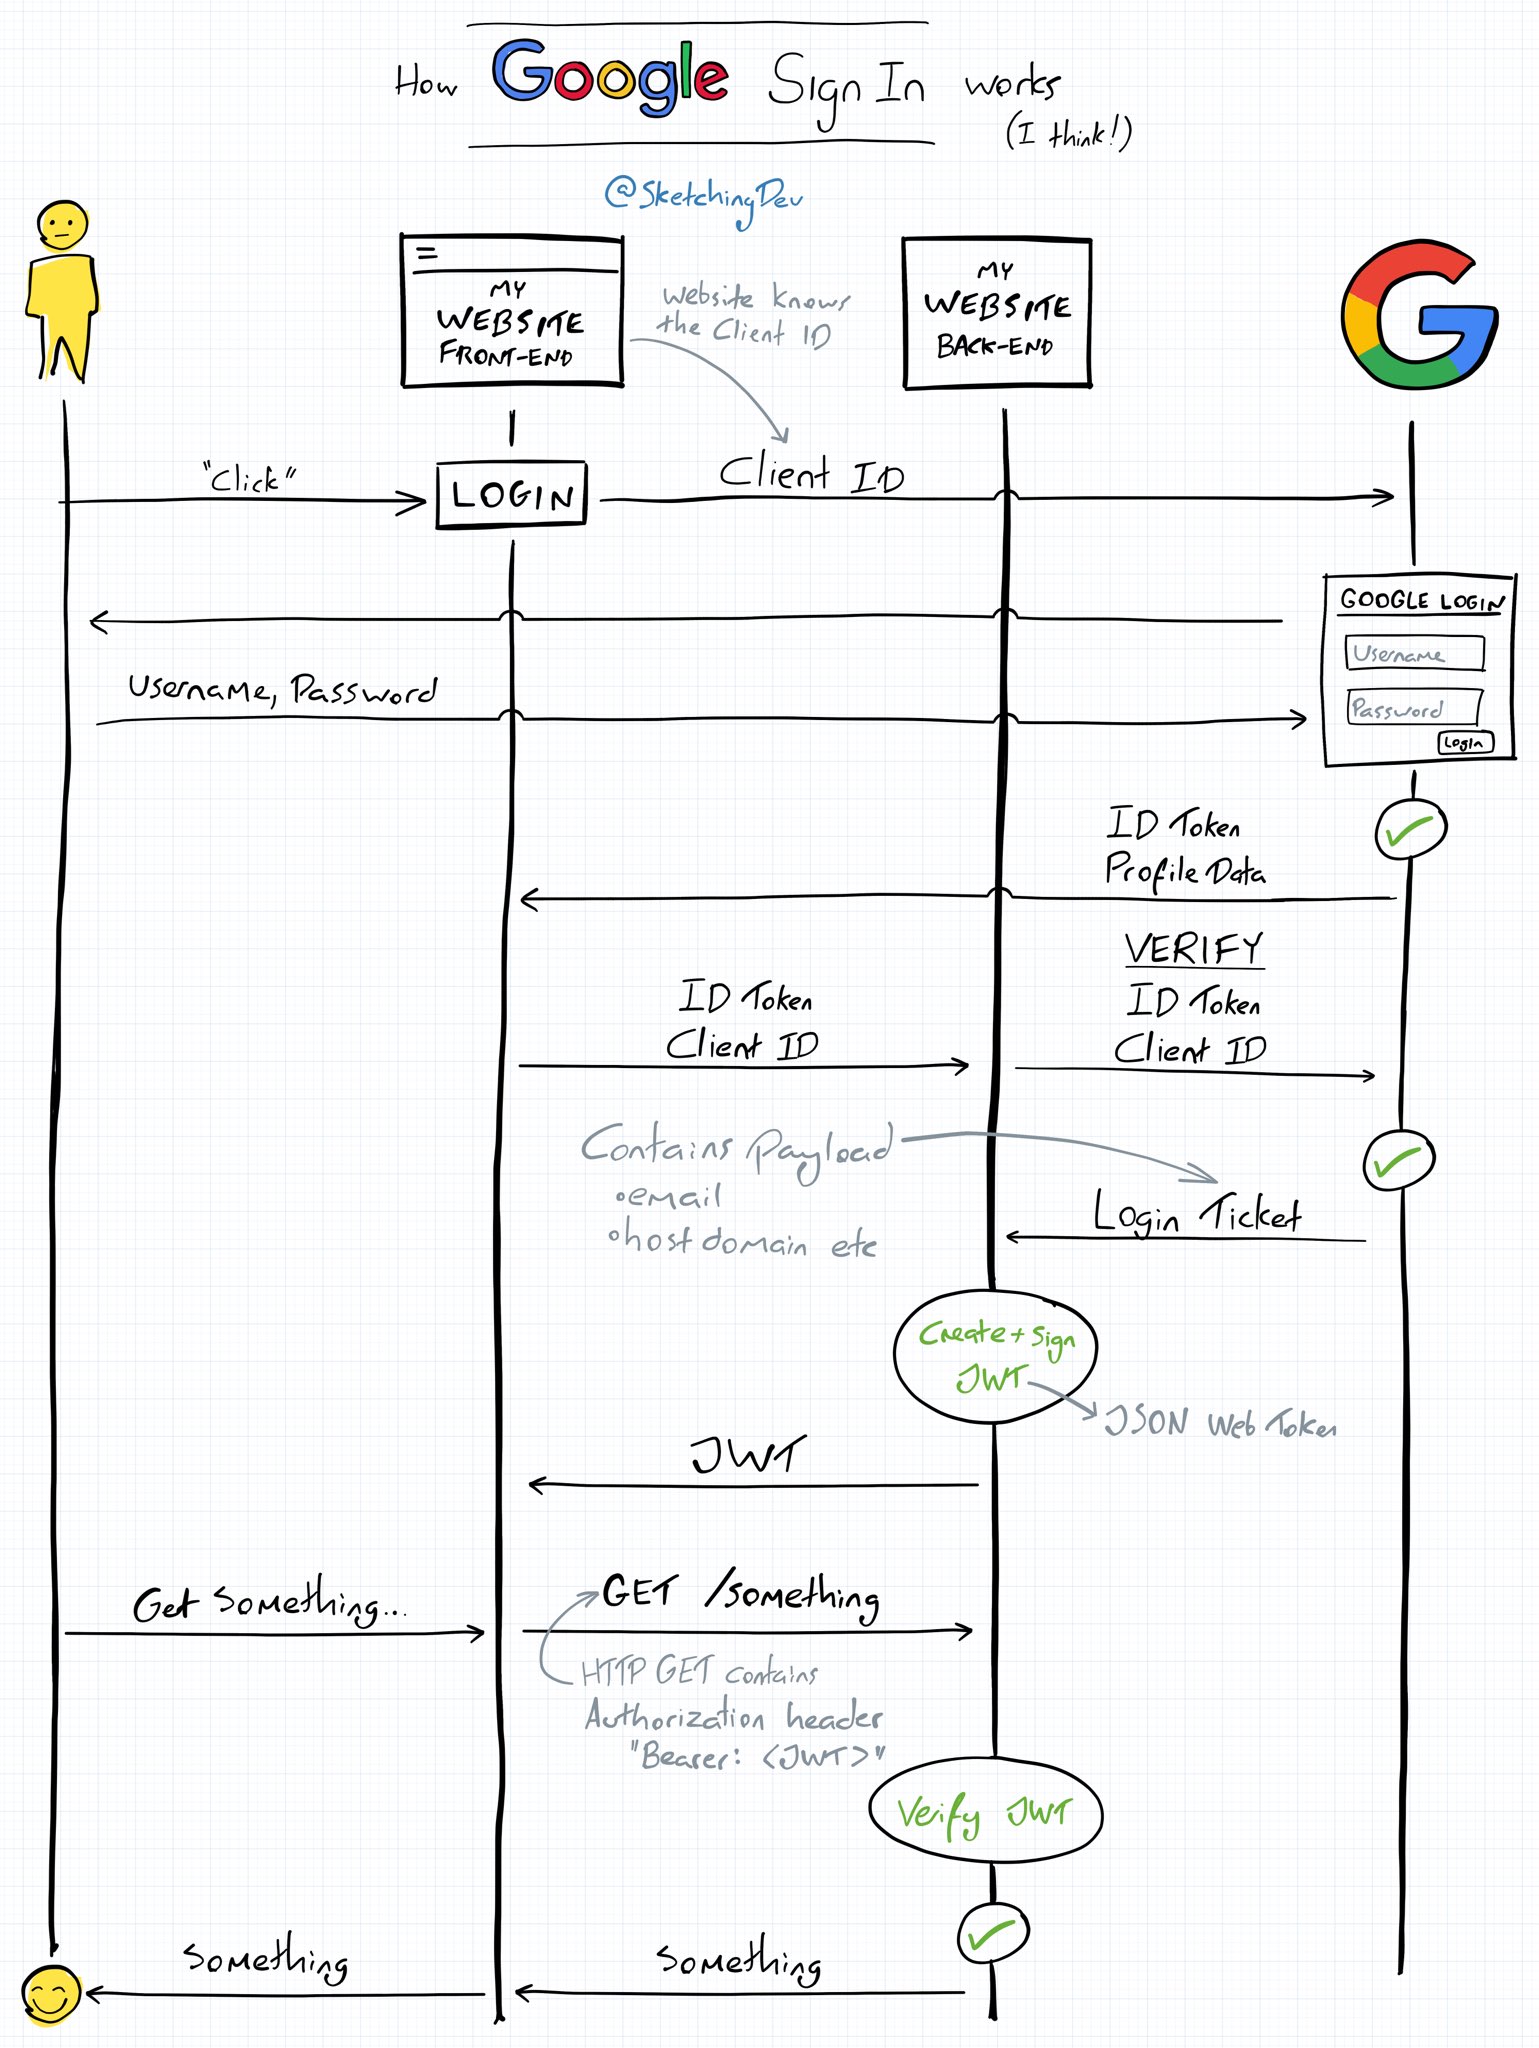 How Google Sign In works
(I think!)
@SketchingDev
MY
WEBSITE
FRONT-END
Website knows
the Client ID
MY
WEBSITE
BACK-END
"Click"
LOGIN
Client ID
GOOGLE LOGIN
Username
Password
Login
Username, Password
ID Token
Profile Data
VERIFY
ID Token
Client ID
ID Token
Client ID
Contains Payload
•email
•host domain etc
Login Ticket
Create + Sign
JWT
JSON Web Token
JWT
Get Something...
GET /something
HTTP GET contains
Authorization header
"Bearer: <JWT>"
Verify JWT
Something
Something